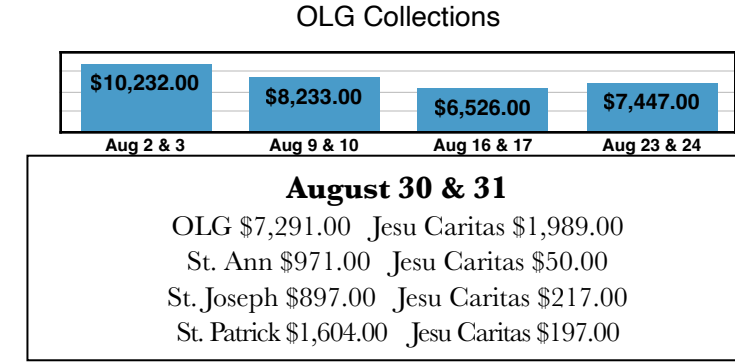 OLG Collections
$10,232.00 $8,233.00 $6,526.00 $7,447.00
Aug 2 & 3 Aug 9 & 10 Aug 16 & 17 Aug 23 & 24
August 30 & 31
OLG $7,291.00 Jesu Caritas $1,989.00
St. Ann $971.00 Jesu Caritas $50.00
St. Joseph $897.00 Jesu Caritas $217.00
St. Patrick $1,604.00 Jesu Caritas $197.00